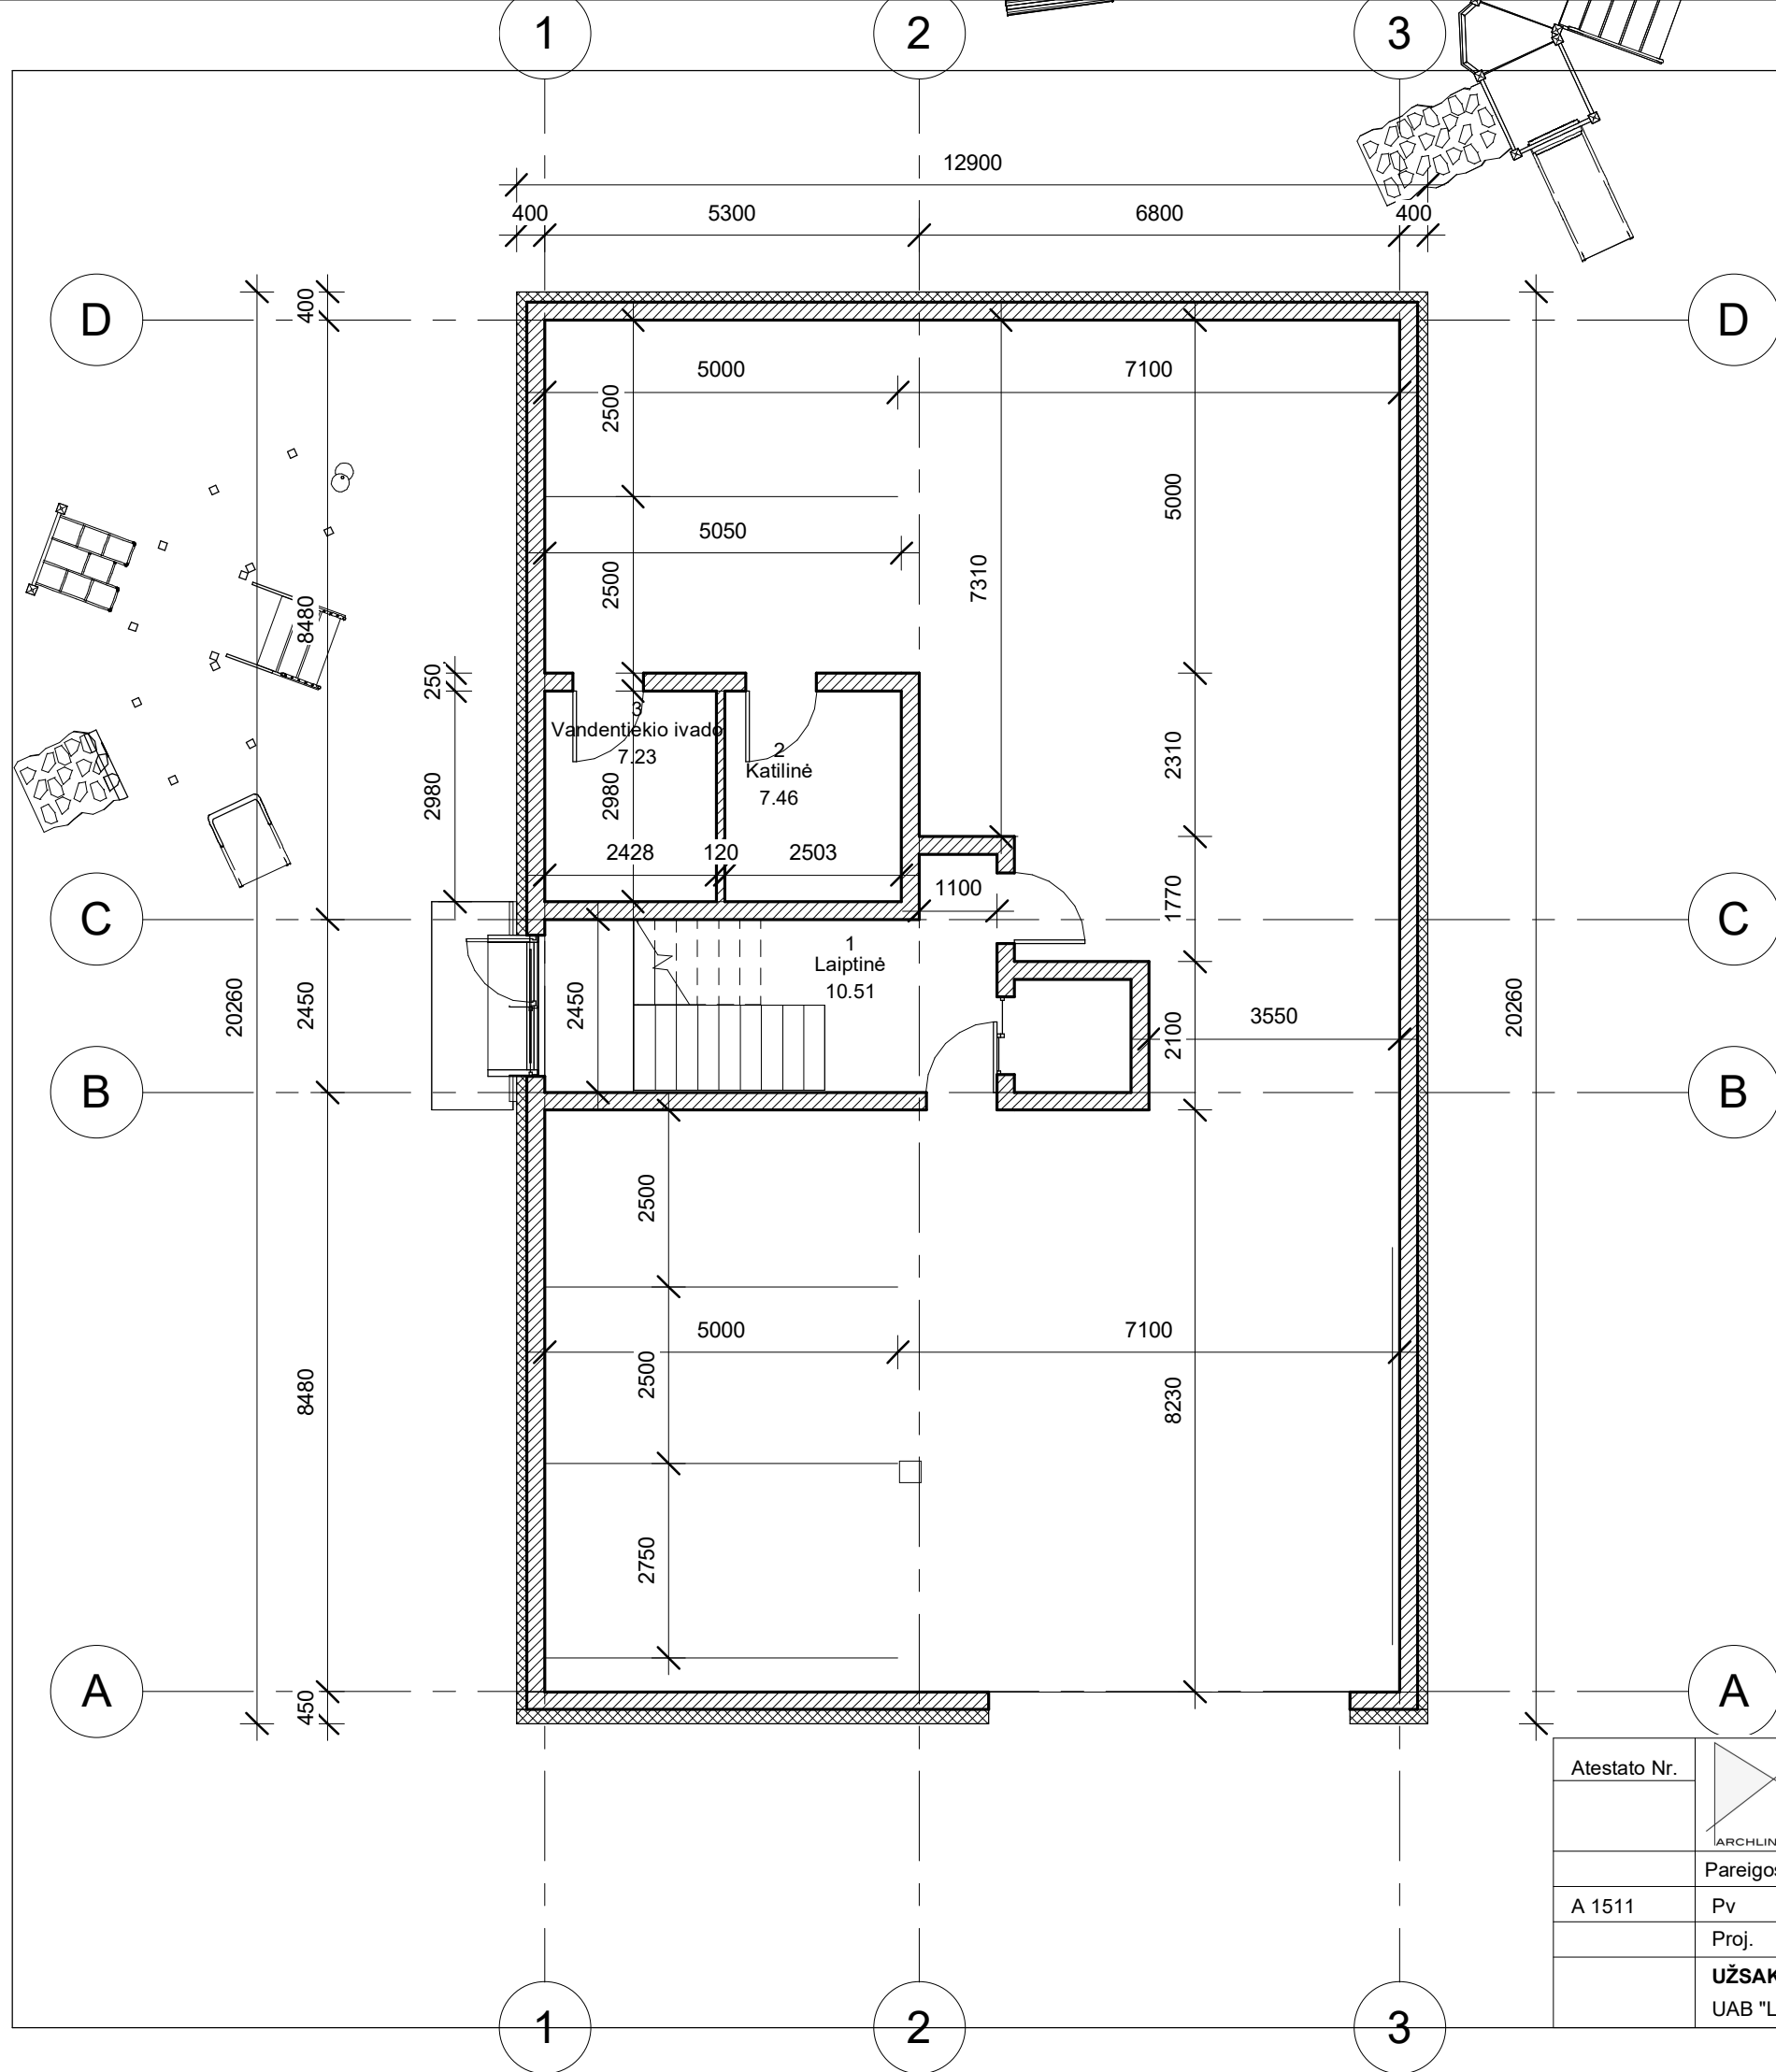 1
2
3
12900
400
5300
6800
400
D
400
D
5000
7100
2500
5000
5050
7310
2500
8480
250
3
Vandentiekio ivado
7.23
2
Katilinė
7.46
2310
2980
2980
2428
120
2503
1100
1770
C
C
1
Laiptinė
10.51
20260
2450
2450
2100
3550
20260
B
B
2500
5000
7100
2500
8480
8230
2750
A
450
A
Atestato Nr.
ARCHLIN
Pareigos
A 1511
Pv
Proj.
UŽSAK
UAB "L
1
2
3